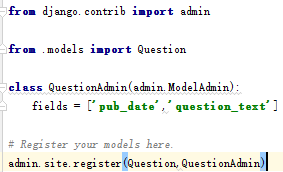 from django.contrib import admin
from .models import Question
class QuestionAdmin(admin.ModelAdmin):
    fields = ['pub_date','question_text']
# Register your models here.
admin.site.register(Question,QuestionAdmin)